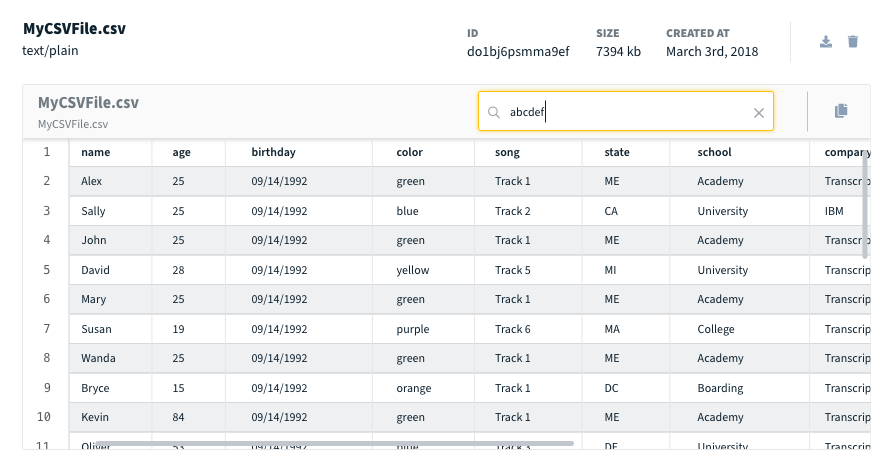 MyCSVFile.csv
text/plain
ID
do1bj6psmma9ef
SIZE
7394 kb
CREATED AT
March 3rd, 2018
MyCSVFile.csv
MyCSVFile.csv
abcdef
1 name age birthday color song state school company
2 Alex 25 09/14/1992 green Track 1 ME Academy Transcrip
3 Sally 25 09/14/1992 blue Track 2 CA University IBM
4 John 25 09/14/1992 green Track 1 ME Academy Transcrip
5 David 28 09/14/1992 yellow Track 5 MI University Transcrip
6 Mary 25 09/14/1992 green Track 1 ME Academy Transcrip
7 Susan 19 09/14/1992 purple Track 6 MA College Transcrip
8 Wanda 25 09/14/1992 green Track 1 ME Academy Transcrip
9 Bryce 15 09/14/1992 orange Track 1 DC Boarding Transcrip
10 Kevin 84 09/14/1992 green Track 1 ME Academy Transcrip
11 Oliver 53 09/14/1992 blue Track 3 DE University Transcrip